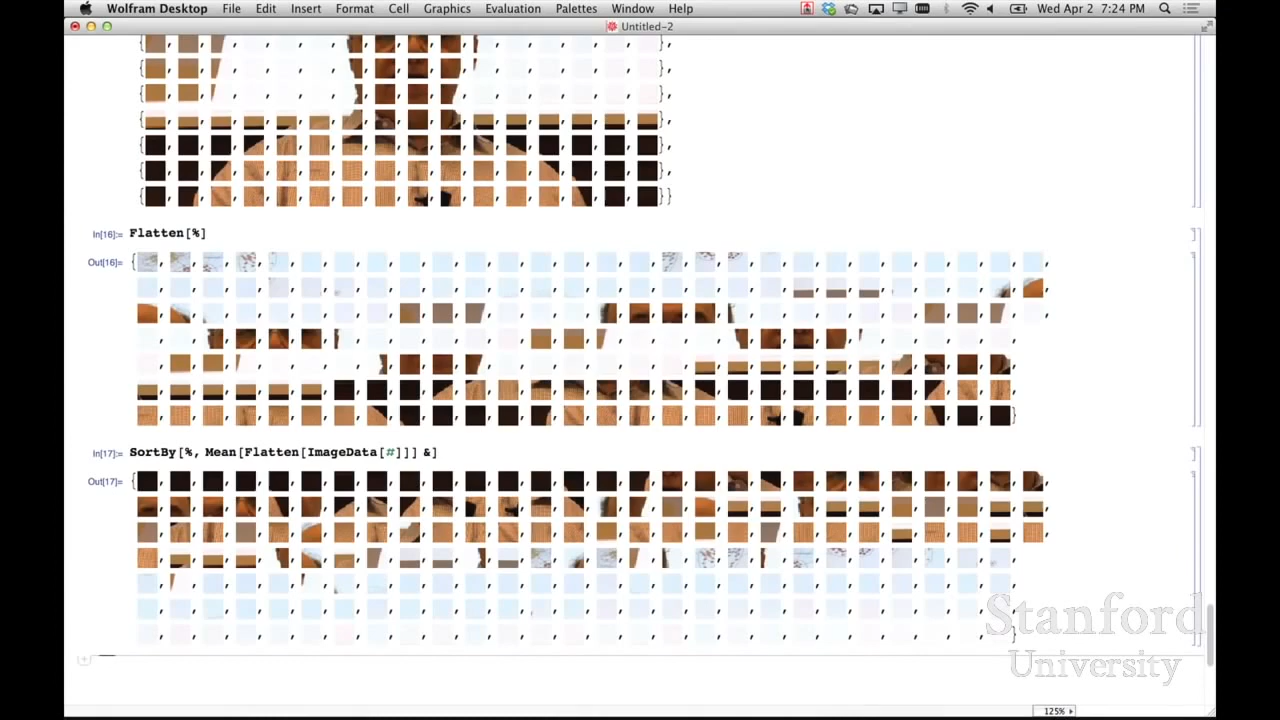 Wolfram Desktop File Edit Insert Format Cell Graphics Evaluation Palettes Window Help Wed Apr 2 7:24 PM
Untitled-2
In[16]:= Flatten[%]
Out[16]=
In[17]:= SortBy[%, Mean[Flatten[ImageData[#]]] &]
Out[17]=
Stanford
University
125%